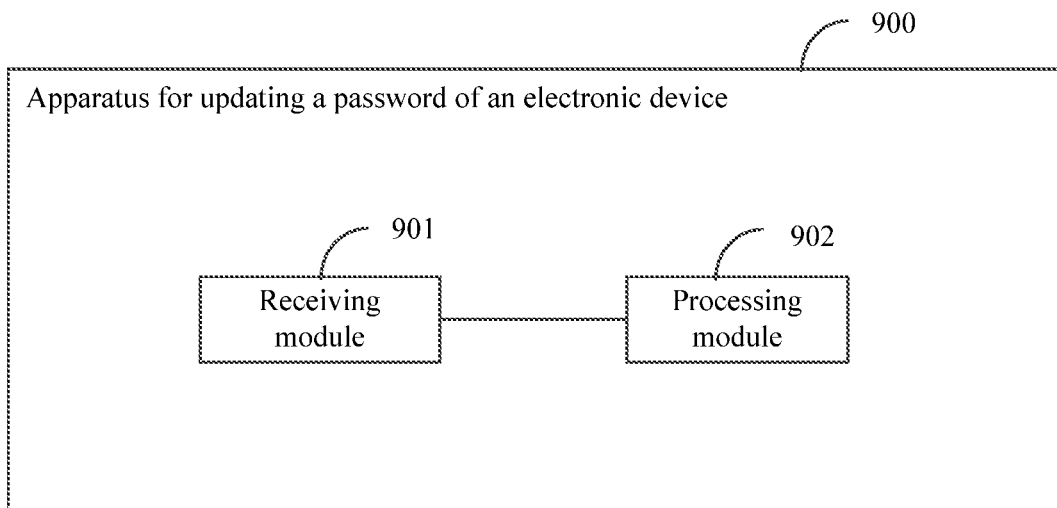 900
Apparatus for updating a password of an electronic device
901
902
Receiving
module
Processing
module